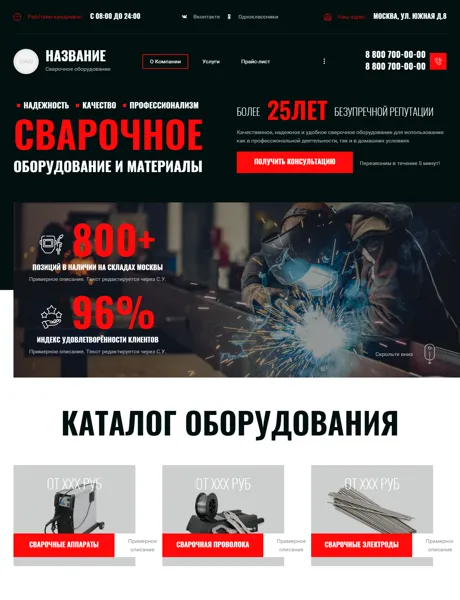 Работаем ежедневно: С 08:00 ДО 24:00
Вконтакте
Одноклассники
Наш адрес: МОСКВА, УЛ. ЮЖНАЯ Д.8
НАЗВАНИЕ
Сварочное оборудование
О Компании
Услуги
Прайс лист
8 800 700-00-00
8 800 700-00-00
НАДЕЖНОСТЬ КАЧЕСТВО ПРОФЕССИОНАЛИЗМ
СВАРОЧНОЕ
ОБОРУДОВАНИЕ И МАТЕРИАЛЫ
БОЛЕЕ 25ЛЕТ БЕЗУПРЕЧНОЙ РЕПУТАЦИИ
Качественное, надежное и удобное сварочное оборудование для использования
как в профессиональной деятельности, так и в домашних условиях
ПОЛУЧИТЬ КОНСУЛЬТАЦИЮ
Перезвоним в течение 5 минут!
800+
ПОЗИЦИЙ В НАЛИЧИИ НА СКЛАДАХ МОСКВЫ
Примерное описание. Текст редактируется через С.У.
96%
ИНДЕКС УДОВЛЕТВОРЁННОСТИ КЛИЕНТОВ
Примерное описание. Текст редактируется через С.У.
Скрольте вниз
КАТАЛОГ ОБОРУДОВАНИЯ
ОТ XXX РУБ
СВАРОЧНЫЕ АППАРАТЫ
Примерное
описание
ОТ XXX РУБ
СВАРОЧНАЯ ПРОВОЛОКА
Примерное
описание
ОТ XXX РУБ
СВАРОЧНЫЕ ЭЛЕКТРОДЫ
Примерное
описание